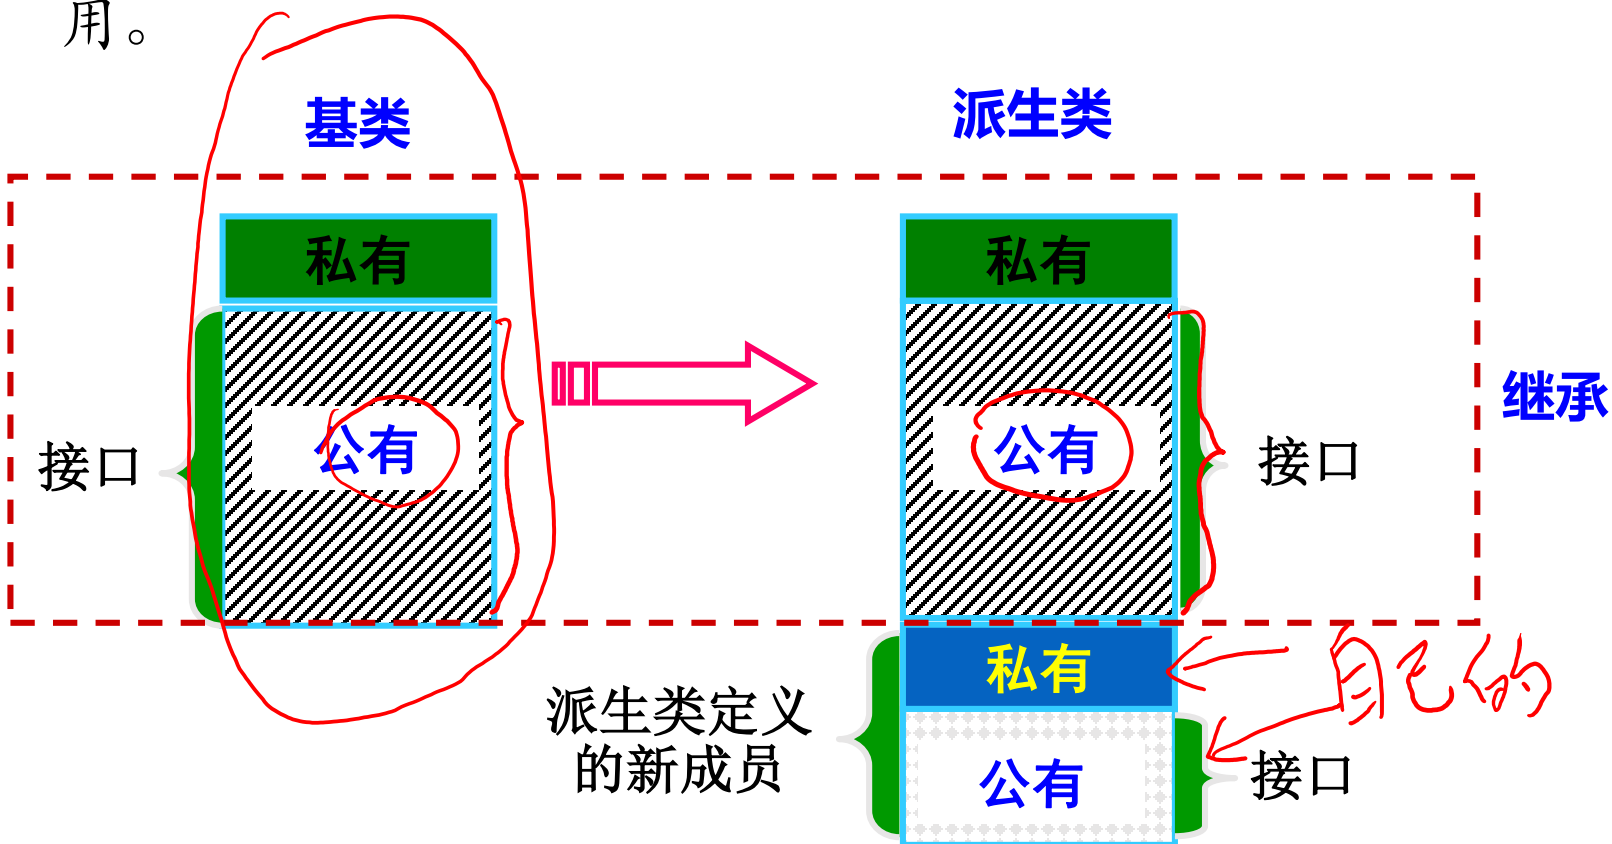 用。
基类
派生类
私有
私有
公有
公有
接口
接口
继承
私有
自己的
派生类定义
的新成员
公有
接口